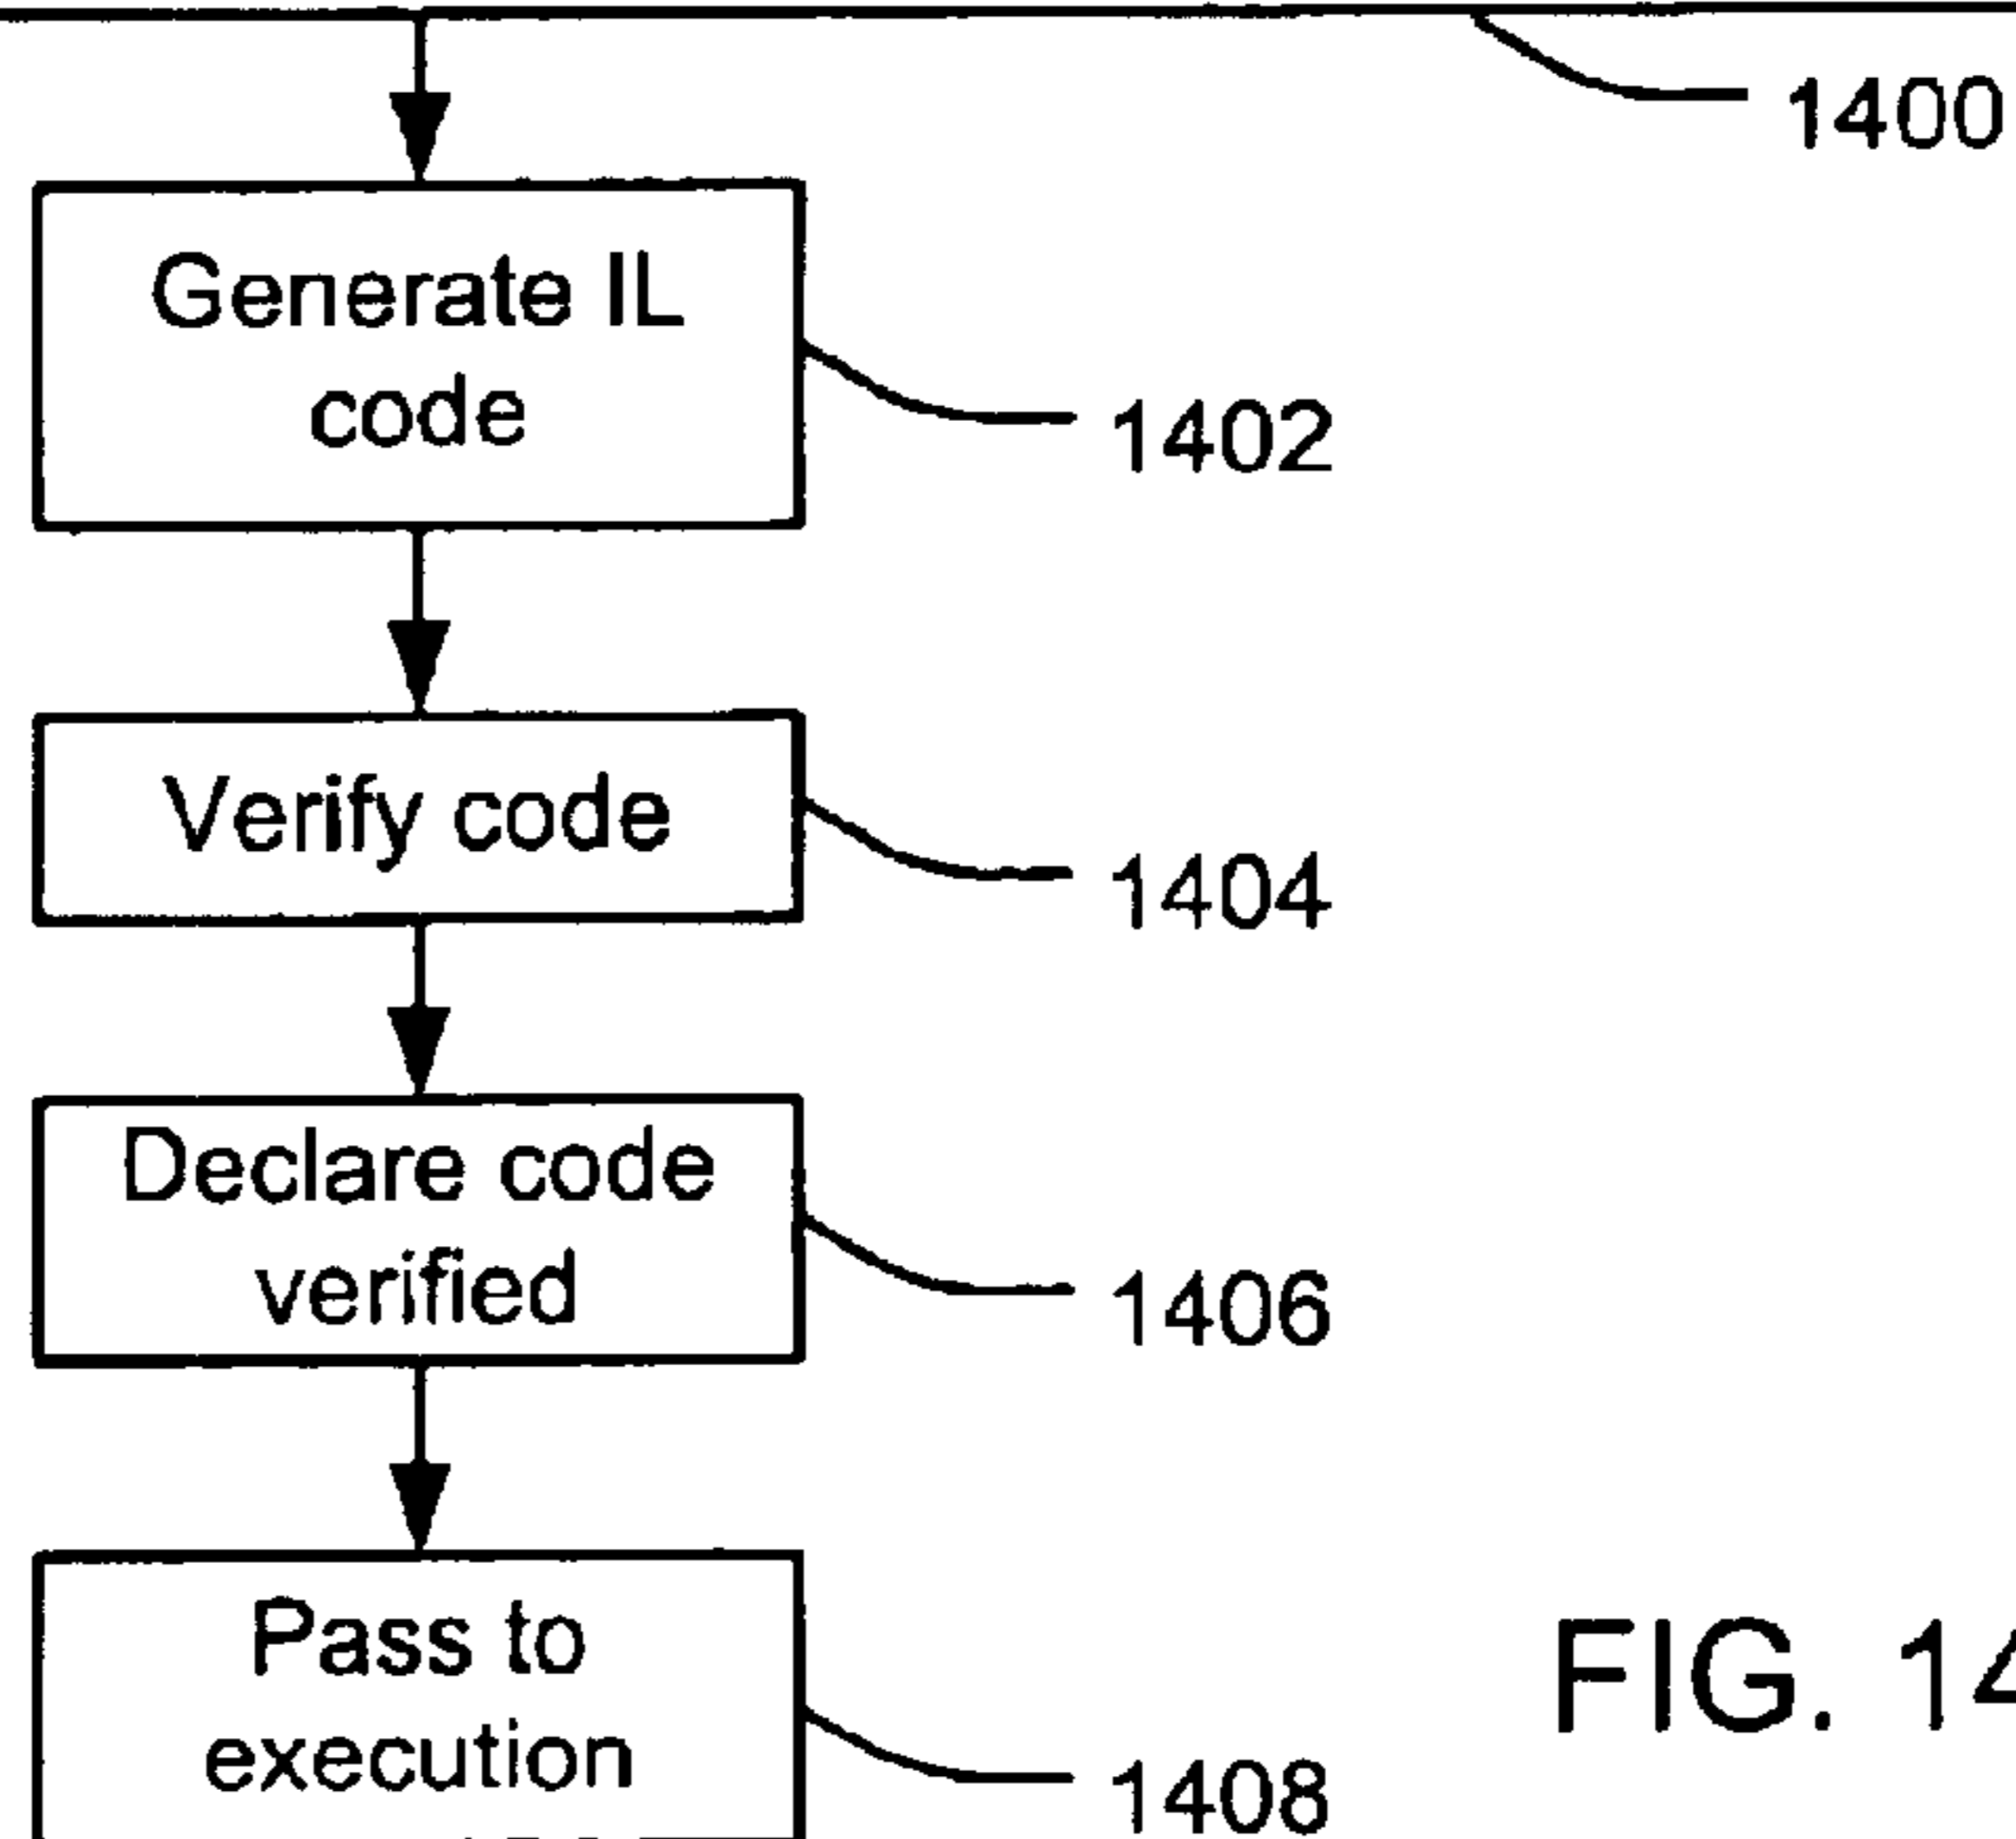 1400
Generate IL
code
1402
Verify code
1404
Declare code
verified
1406
Pass to
execution
1408
FIG. 14